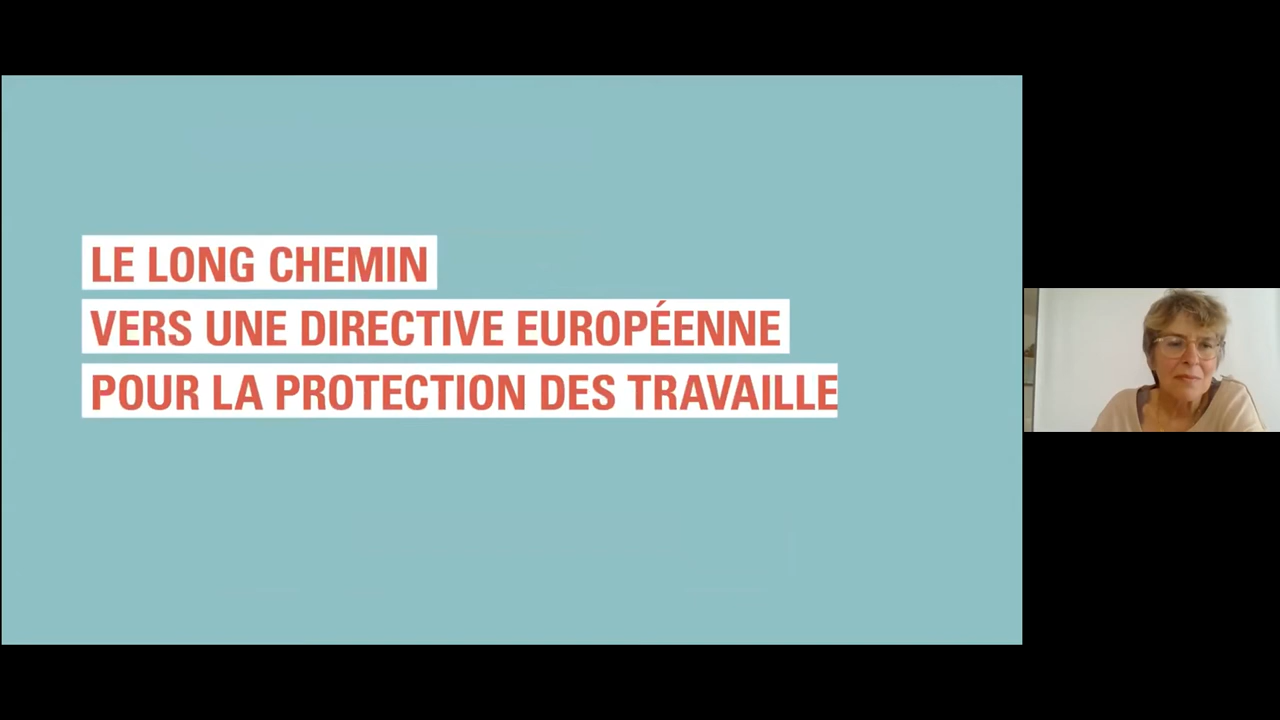 LE LONG CHEMIN
VERS UNE DIRECTIVE EUROPÉENNE
POUR LA PROTECTION DES TRAVAILLE